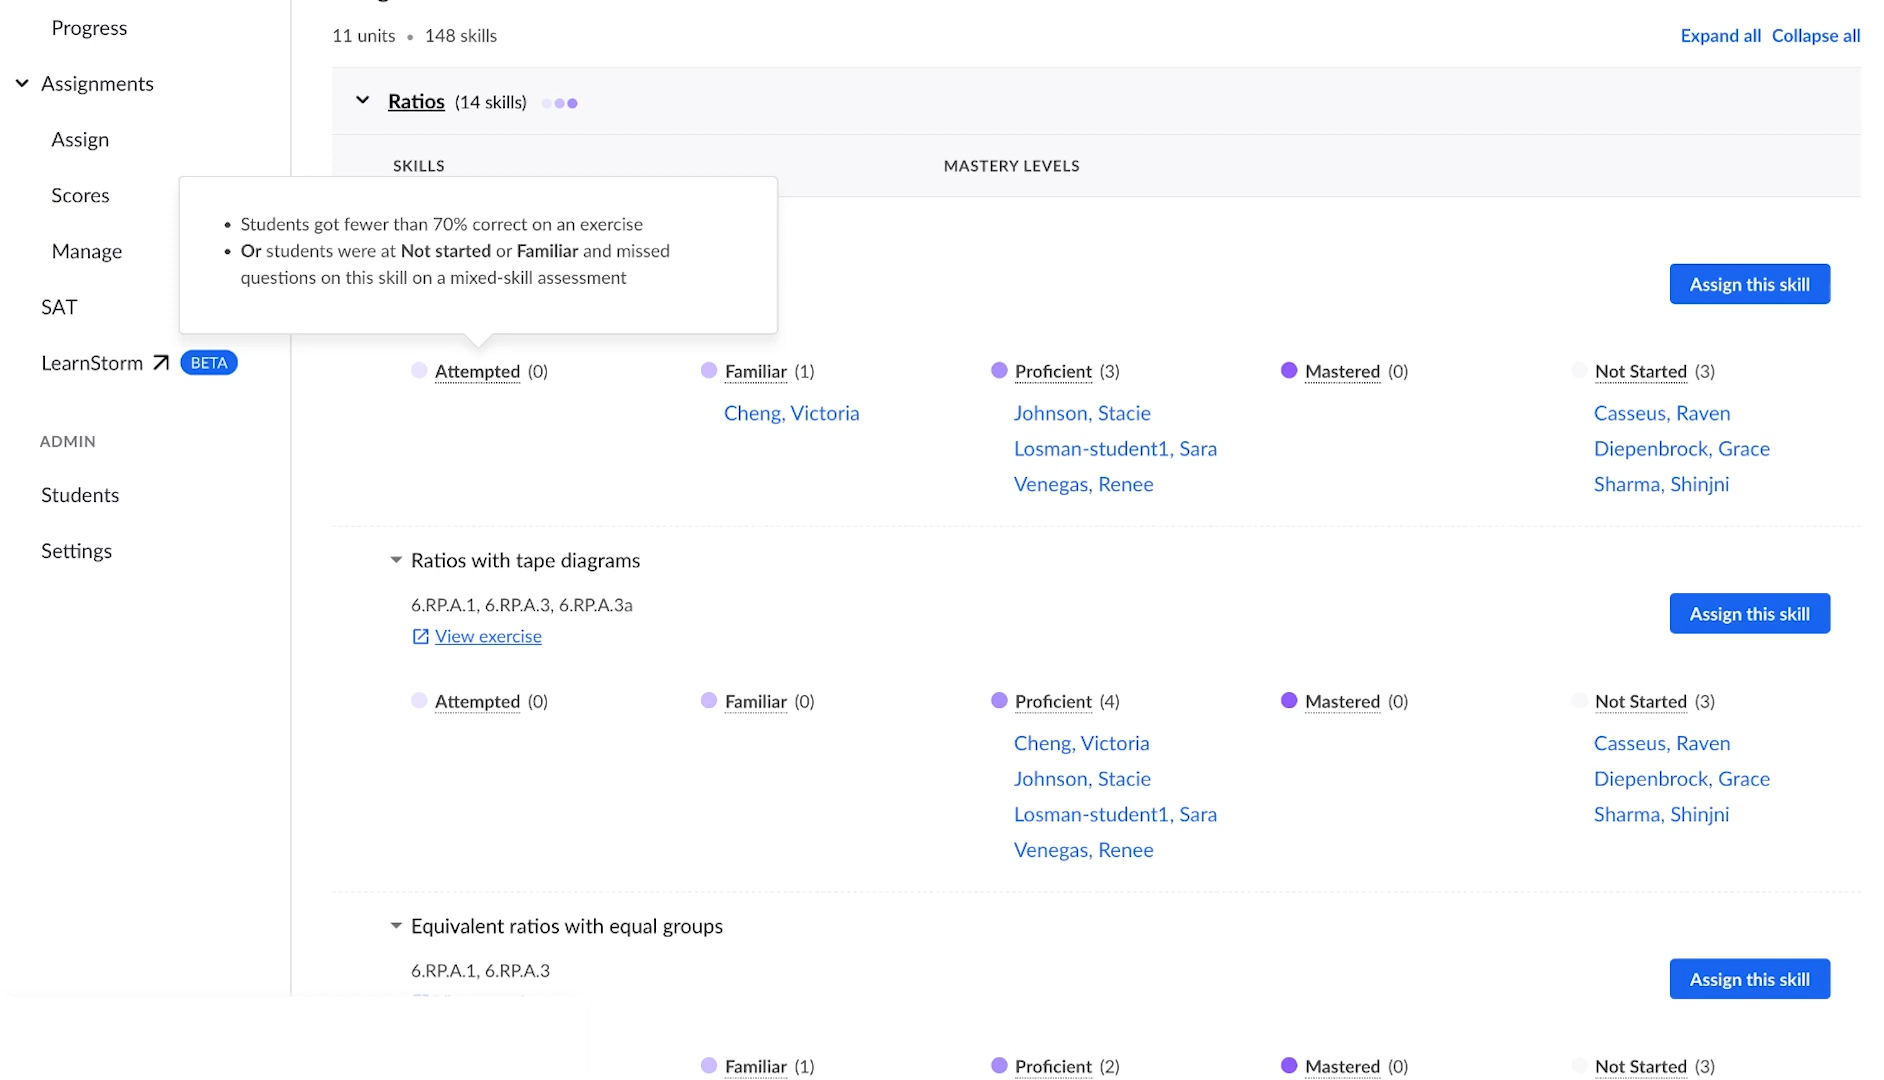 Progress
Assignments
Assign
Scores
Manage
SAT
LearnStorm BETA
ADMIN
Students
Settings
11 units • 148 skills
Expand all Collapse all
Ratios (14 skills)
SKILLS MASTERY LEVELS
• Students got fewer than 70% correct on an exercise
• Or students were at Not started or Familiar and missed
questions on this skill on a mixed-skill assessment
Assign this skill
Attempted (0) Familiar (1) Proficient (3) Mastered (0) Not Started (3)
Cheng, Victoria Johnson, Stacie Casseus, Raven
Losman-student1, Sara Diepenbrock, Grace
Venegas, Renee Sharma, Shinjni
Ratios with tape diagrams
6.RP.A.1, 6.RP.A.3, 6.RP.A.3a
Assign this skill
View exercise
Attempted (0) Familiar (0) Proficient (4) Mastered (0) Not Started (3)
Cheng, Victoria Casseus, Raven
Johnson, Stacie Diepenbrock, Grace
Losman-student1, Sara Sharma, Shinjni
Venegas, Renee
Equivalent ratios with equal groups
6.RP.A.1, 6.RP.A.3
Assign this skill
Familiar (1) Proficient (2) Mastered (0) Not Started (3)